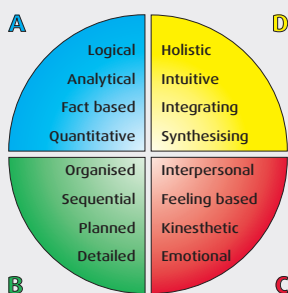 A
D
Logical
Analytical
Fact based
Quantitative
Holistic
Intuitive
Integrating
Synthesising
Organised
Sequential
Planned
Detailed
Interpersonal
Feeling based
Kinesthetic
Emotional
B
C